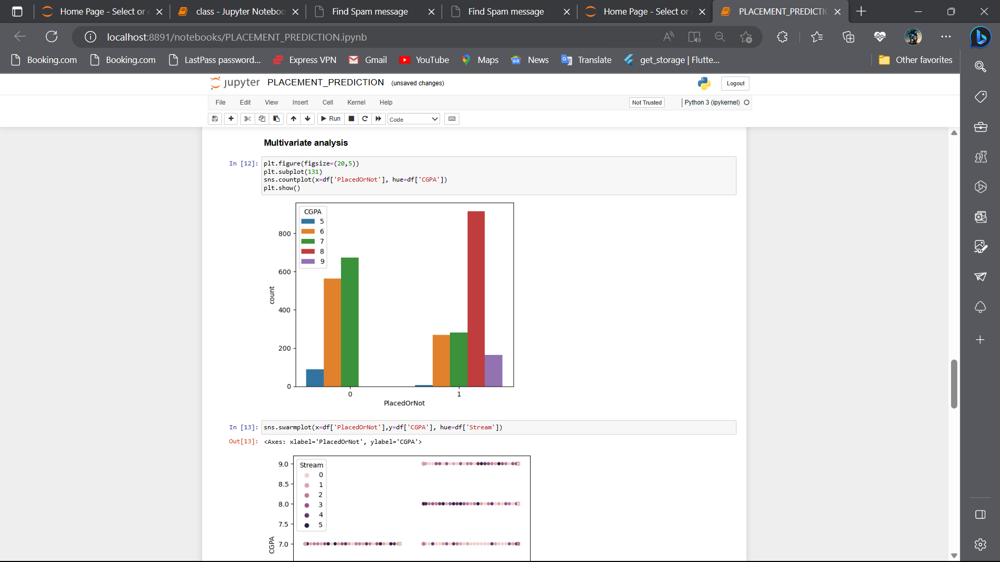 Home Page - Select or
class - Jupyter Noteboo
Find Spam message
Find Spam message
Home Page - Select or
PLACEMENT_PREDICTI
localhost:8891/notebooks/PLACEMENT_PREDICTION.ipynb
Booking.com
Booking.com
LastPass password...
Express VPN
Gmail
YouTube
Maps
News
Translate
get_storage | Flutte...
Other favorites
jupyter PLACEMENT_PREDICTION (unsaved changes)
Logout
File Edit View Insert Cell Kernel Help
Not Trusted
Python 3 (ipykernel)
Run
Code
Multivariate analysis
In [12]:
plt.figure(figsize=(20,5))
plt.subplot(131)
sns.countplot(x=df['PlacedOrNot'], hue=df['CGPA'])
plt.show()
CGPA
5
6
7
8
9
800
600
400
200
0
count
0 1
PlacedOrNot
In [13]: sns.swarmplot(x=df['PlacedOrNot'],y=df['CGPA'], hue=df['Stream'])
Out[13]: <Axes: xlabel='PlacedOrNot', ylabel='CGPA'>
Stream
0
1
2
3
4
5
9.0
8.5
8.0
7.5
7.0
CGPA